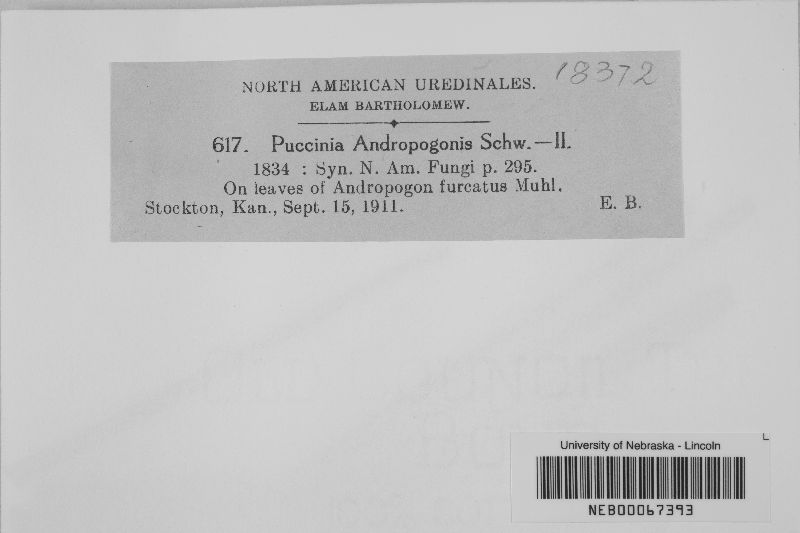 18372
NORTH AMERICAN UREDINALES.
ELAM BARTHOLOMEW.
617. Puccinia Andropogonis Schw.—II.
1834 : Syn. N. Am. Fungi p. 295.
On leaves of Andropogon furcatus Muhl.
Stockton, Kan., Sept. 15, 1911. E. B.
L
University of Nebraska - Lincoln
NEB00067393